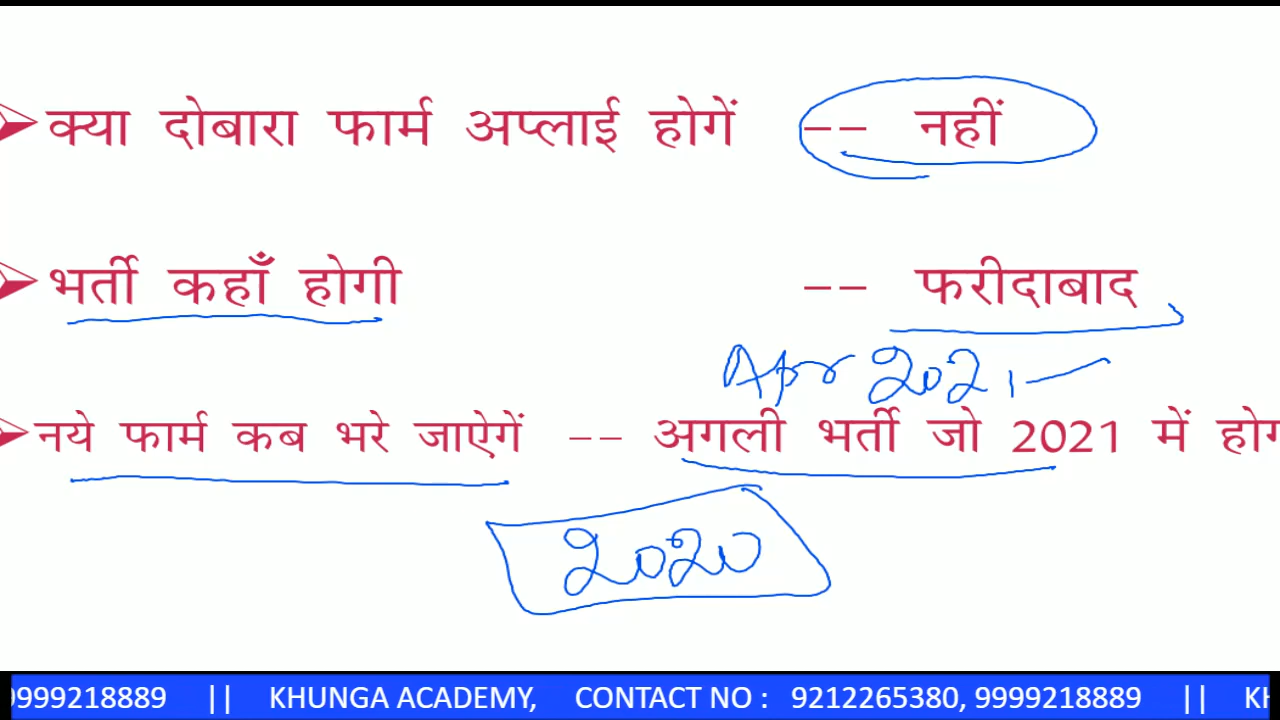 क्या दोबारा फार्म अप्लाई होगें -- नहीं
भर्ती कहाँ होगी -- फरीदाबाद
Apr 2021
नये फार्म कब भरे जाऐगें -- अगली भर्ती जो 2021 में
2020
9999218889 || KHUNGA ACADEMY, CONTACT NO : 9212265380, 9999218889 ||